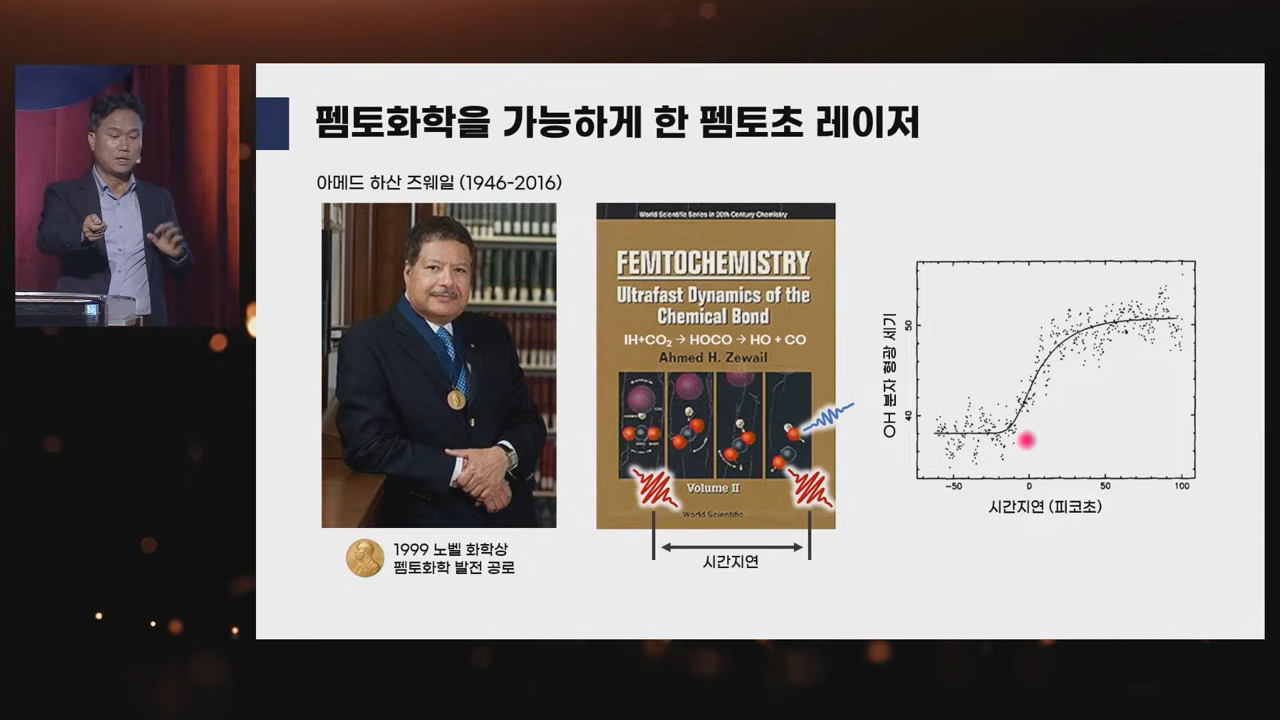 펨토화학을 가능하게 한 펨토초 레이저
아메드 하산 즈웨일 (1946-2016)
World Scientific Series in 20th Century Chemistry
FEMTOCHEMISTRY
Ultrafast Dynamics of the
Chemical Bond
IH+CO₂ → HOCO → HO + CO
Ahmed H. Zewail
Volume II
World Scientific
시간지연
1999 노벨 화학상
펨토화학 발전 공로
OH 분자 형광 세기
50
40
-50 0 50 100
시간지연 (피코초)